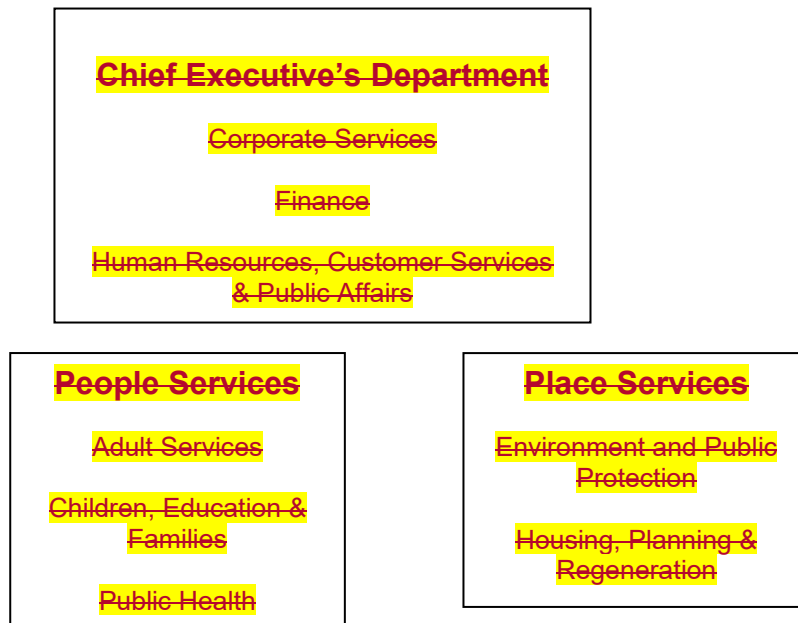 Chief Executive's Department
Corporate Services
Finance
Human Resources, Customer Services
& Public Affairs
People Services
Adult Services
Children, Education &
Families
Public Health
Place Services
Environment and Public
Protection
Housing, Planning &
Regeneration